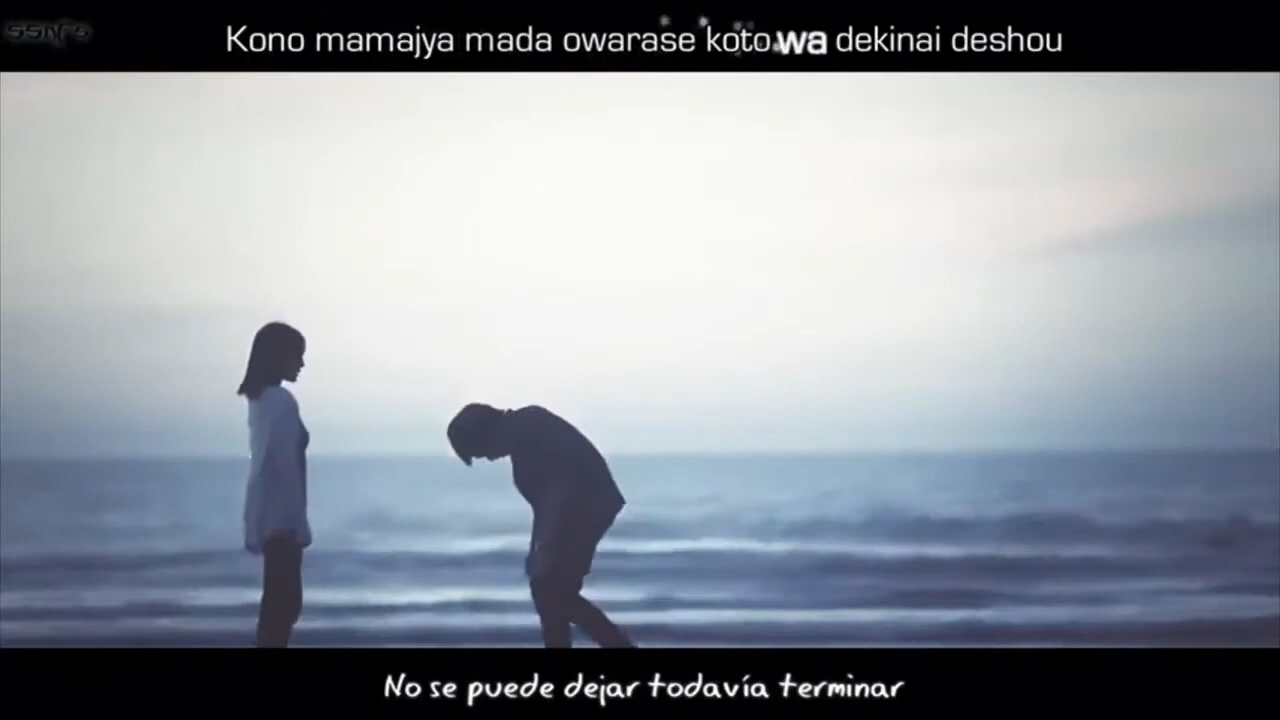 Kono mamajya mada owarase koto wa dekinai deshou
No se puede dejar todavía terminar